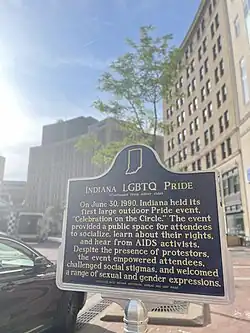 INDIANA LGBTQ PRIDE
On June 30, 1990, Indiana held its
first large outdoor Pride event,
"Celebration on the Circle." The event
provided a public space for attendees
to socialize, learn about their rights,
and hear from AIDS activists.
Despite the presence of protestors,
the event empowered attendees,
challenged social stigmas, and welcomed
a range of sexual and gender expressions.